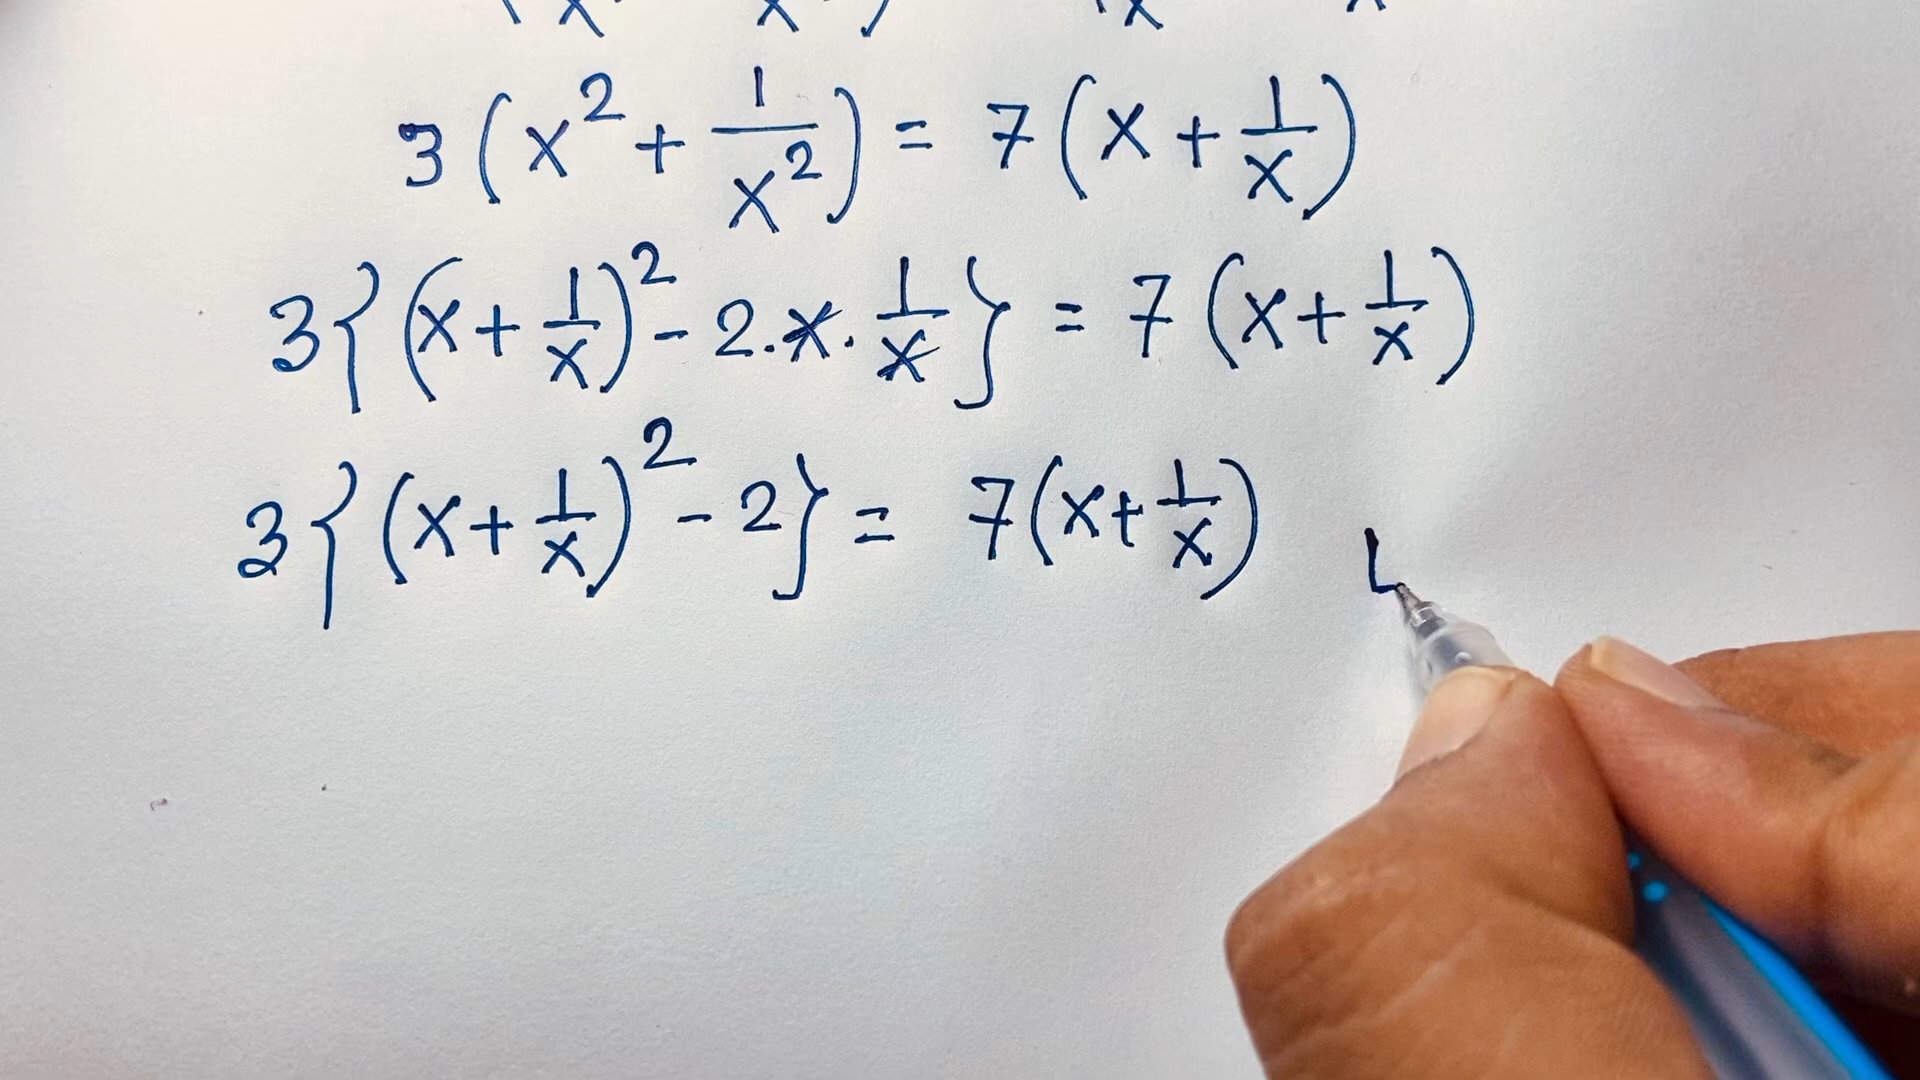 3(x² + 1/x²) = 7(x + 1/x)
3{(x + 1/x)² - 2.x.1/x} = 7(x + 1/x)
3{(x + 1/x)² - 2} = 7(x + 1/x) L